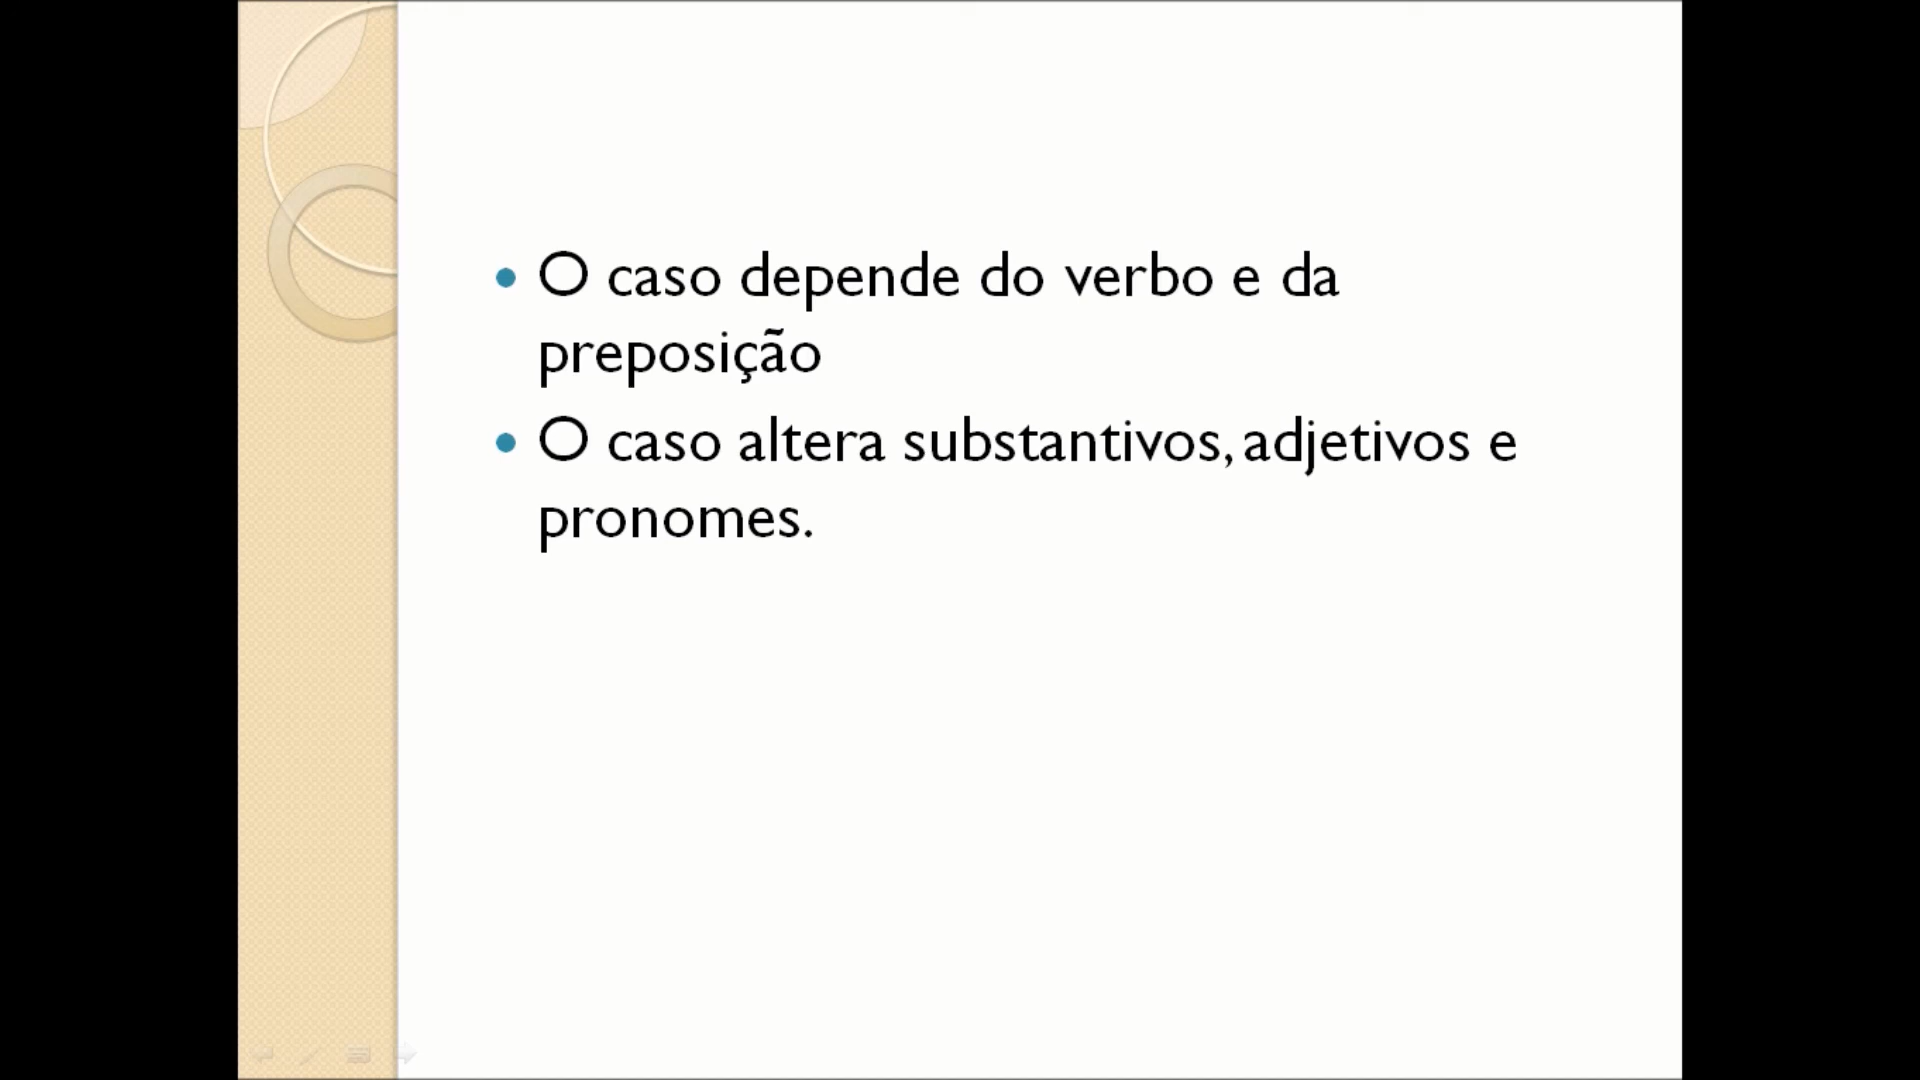 • O caso depende do verbo e da
preposição
• O caso altera substantivos, adjetivos e
pronomes.